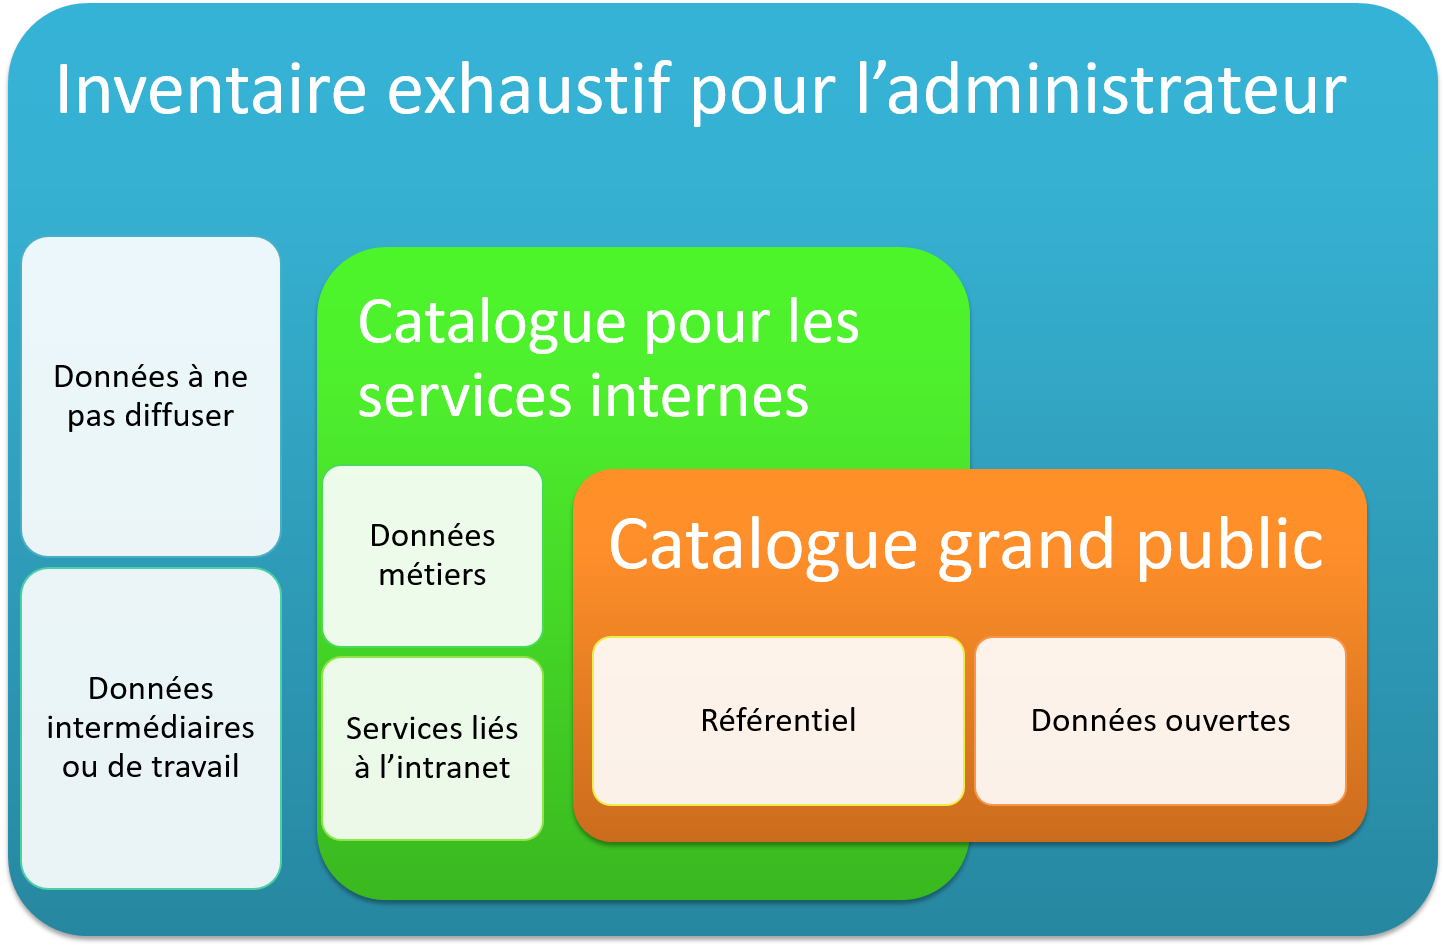 Inventaire exhaustif pour l’administrateur
Données à ne
pas diffuser
Données
intermédiaires
ou de travail
Catalogue pour les
services internes
Données
métiers
Services liés
à l’intranet
Catalogue grand public
Référentiel
Données ouvertes